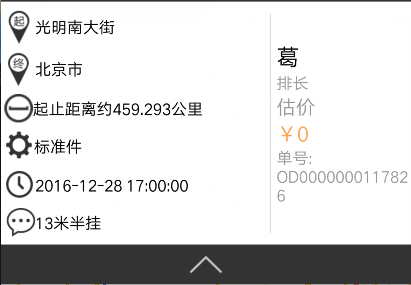 起 光明南大街
终 北京市
起止距离约459.293公里
标准件
2016-12-28 17:00:00
13米半挂
葛
排长
估价
￥0
单号:
OD000000011782
6